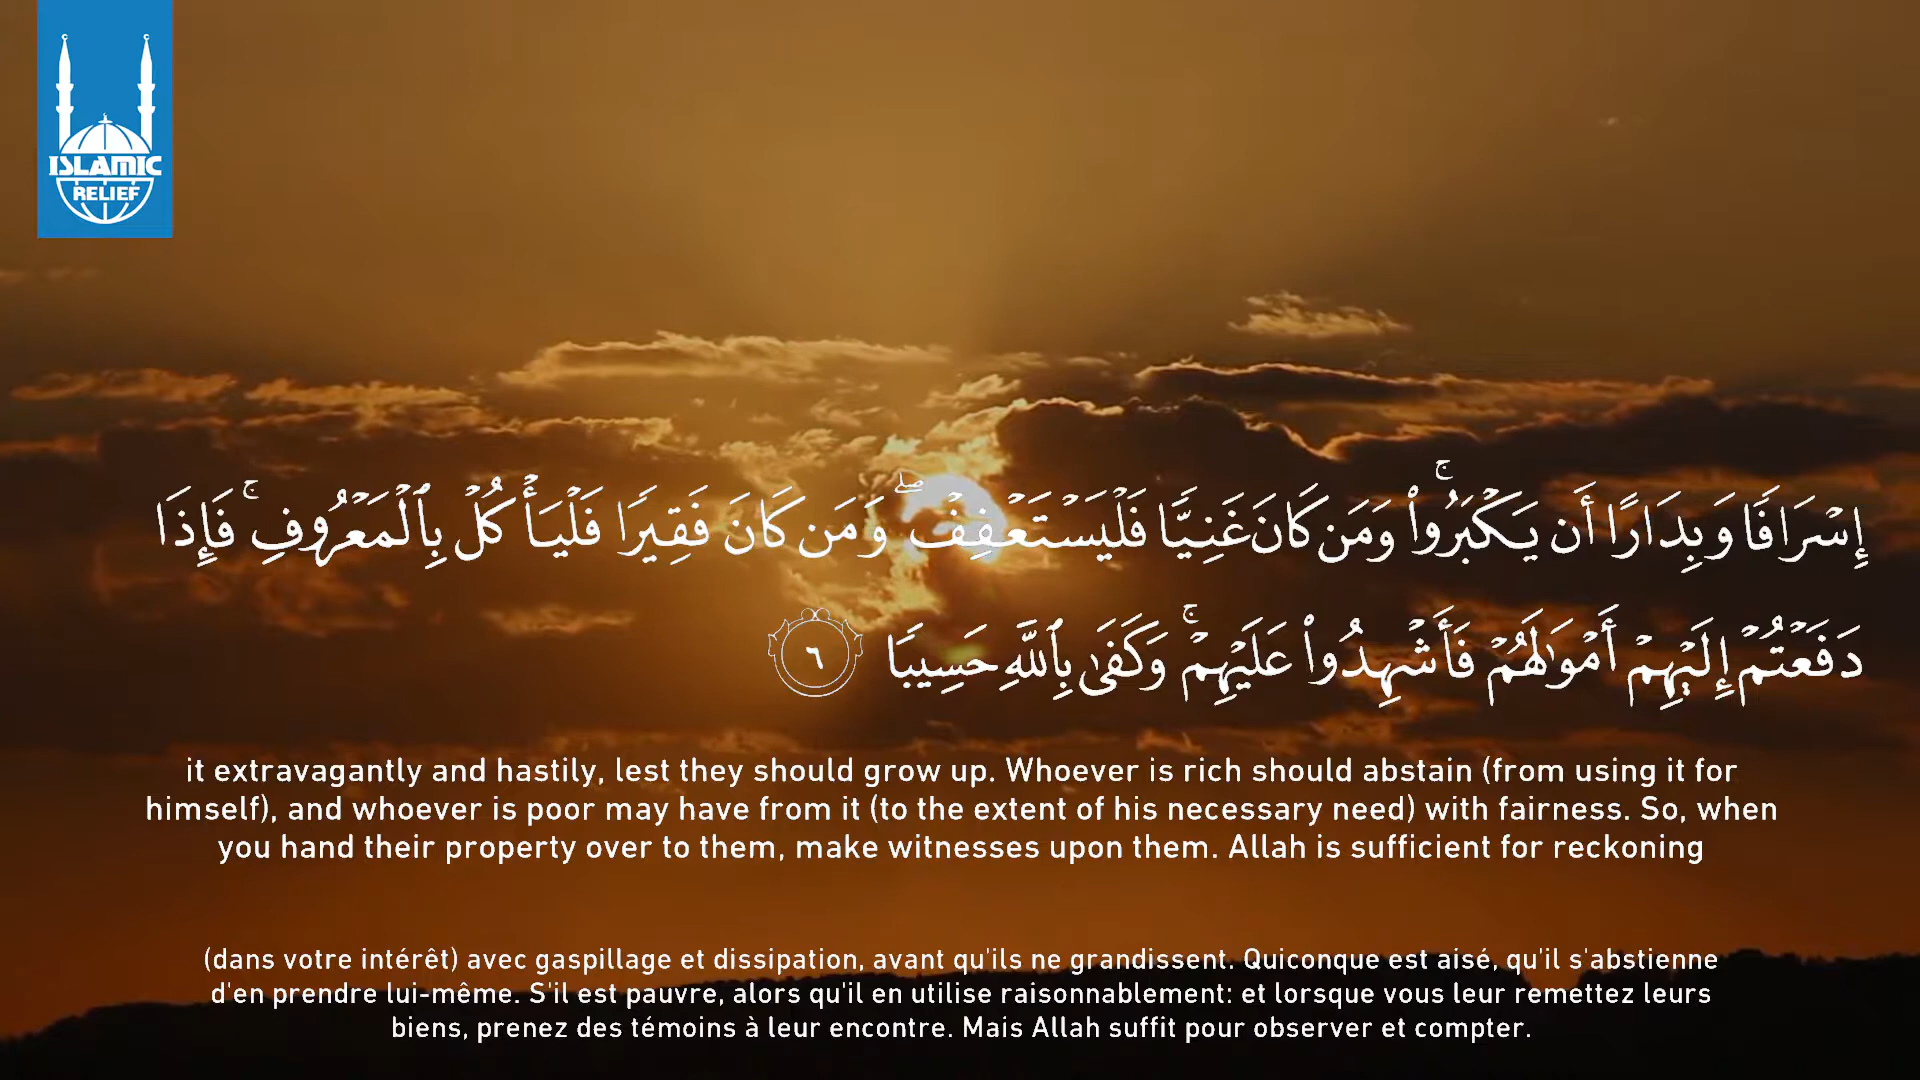 ISLAMIC
RELIEF
إِسۡرَافًا وَبِدَارًا أَن يَكۡبَرُواْۚ وَمَن كَانَ غَنِيًّا فَلۡيَسۡتَعۡفِفۡۖ وَمَن كَانَ فَقِيرًا فَلۡيَأۡكُلۡ بِٱلۡمَعۡرُوفِۚ فَإِذَا
دَفَعۡتُمۡ إِلَيۡهِمۡ أَمۡوَٰلَهُمۡ فَأَشۡهِدُواْ عَلَيۡهِمۡۚ وَكَفَىٰ بِٱللَّهِ حَسِيبًا ٦
it extravagantly and hastily, lest they should grow up. Whoever is rich should abstain (from using it for
himself), and whoever is poor may have from it (to the extent of his necessary need) with fairness. So, when
you hand their property over to them, make witnesses upon them. Allah is sufficient for reckoning
(dans votre intérêt) avec gaspillage et dissipation, avant qu'ils ne grandissent. Quiconque est aisé, qu'il s'abstienne
d'en prendre lui-même. S'il est pauvre, alors qu'il en utilise raisonnablement: et lorsque vous leur remettez leurs
biens, prenez des témoins à leur encontre. Mais Allah suffit pour observer et compter.